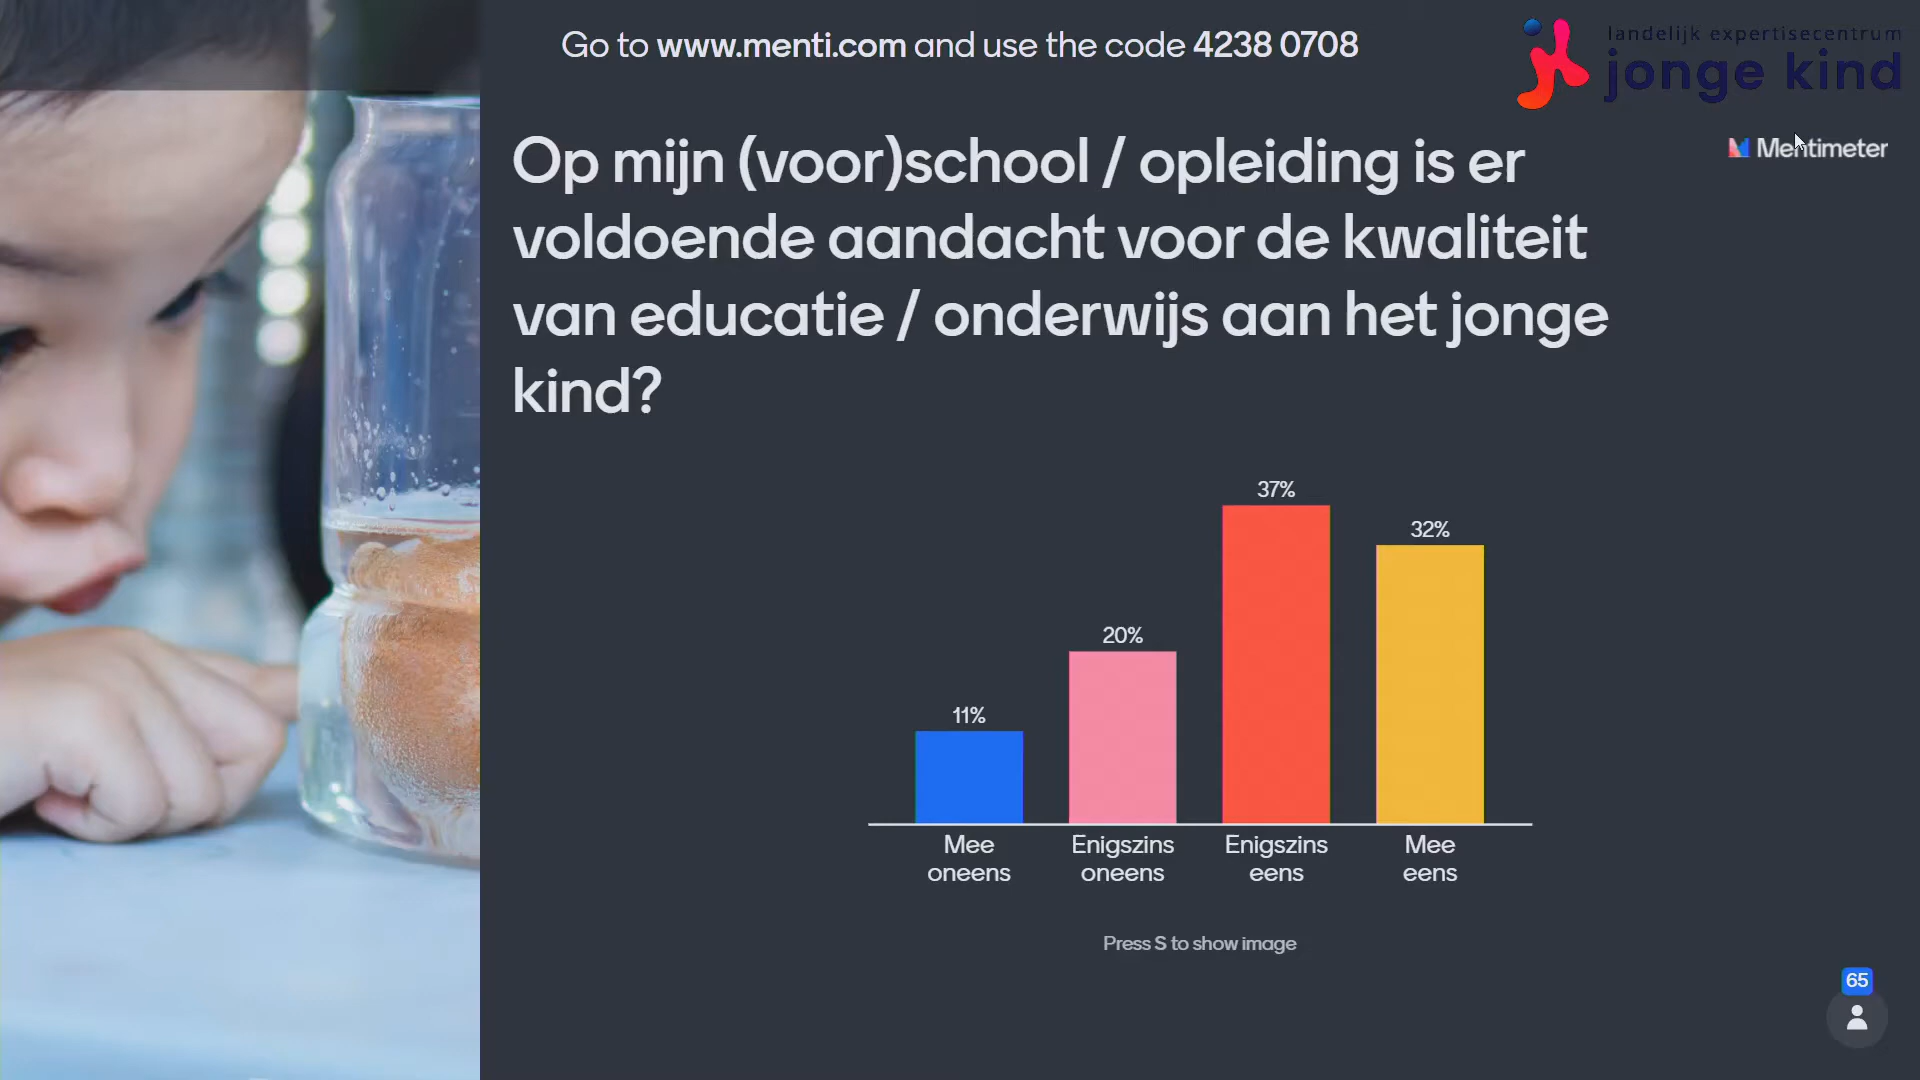 Go to www.menti.com and use the code 4238 0708
landelijk expertisecentrum
jonge kind
Mentimeter
Op mijn (voor)school / opleiding is er
voldoende aandacht voor de kwaliteit
van educatie / onderwijs aan het jonge
kind?
37%
32%
20%
11%
Mee
oneens
Enigszins
oneens
Enigszins
eens
Mee
eens
Press S to show image
65